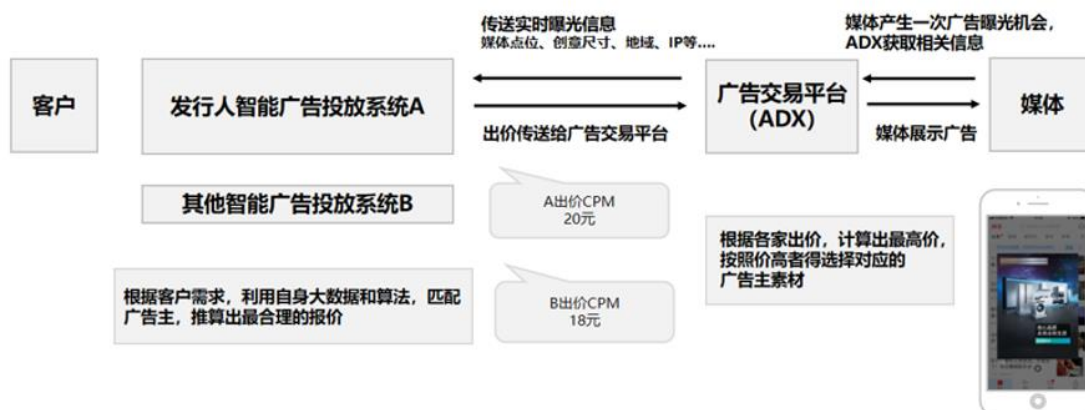 传送实时曝光信息
媒体点位、创意尺寸、地域、IP等....
媒体产生一次广告曝光机会，
ADX获取相关信息
客户
发行人智能广告投放系统A
广告交易平台
（ADX）
媒体
出价传送给广告交易平台
媒体展示广告
其他智能广告投放系统B
A出价CPM
20元
根据各家出价，计算出最高价，
按照价高者得选择对应的
广告主素材
根据客户需求，利用自身大数据和算法，匹配
广告主，推算出最合理的报价
B出价CPM
18元